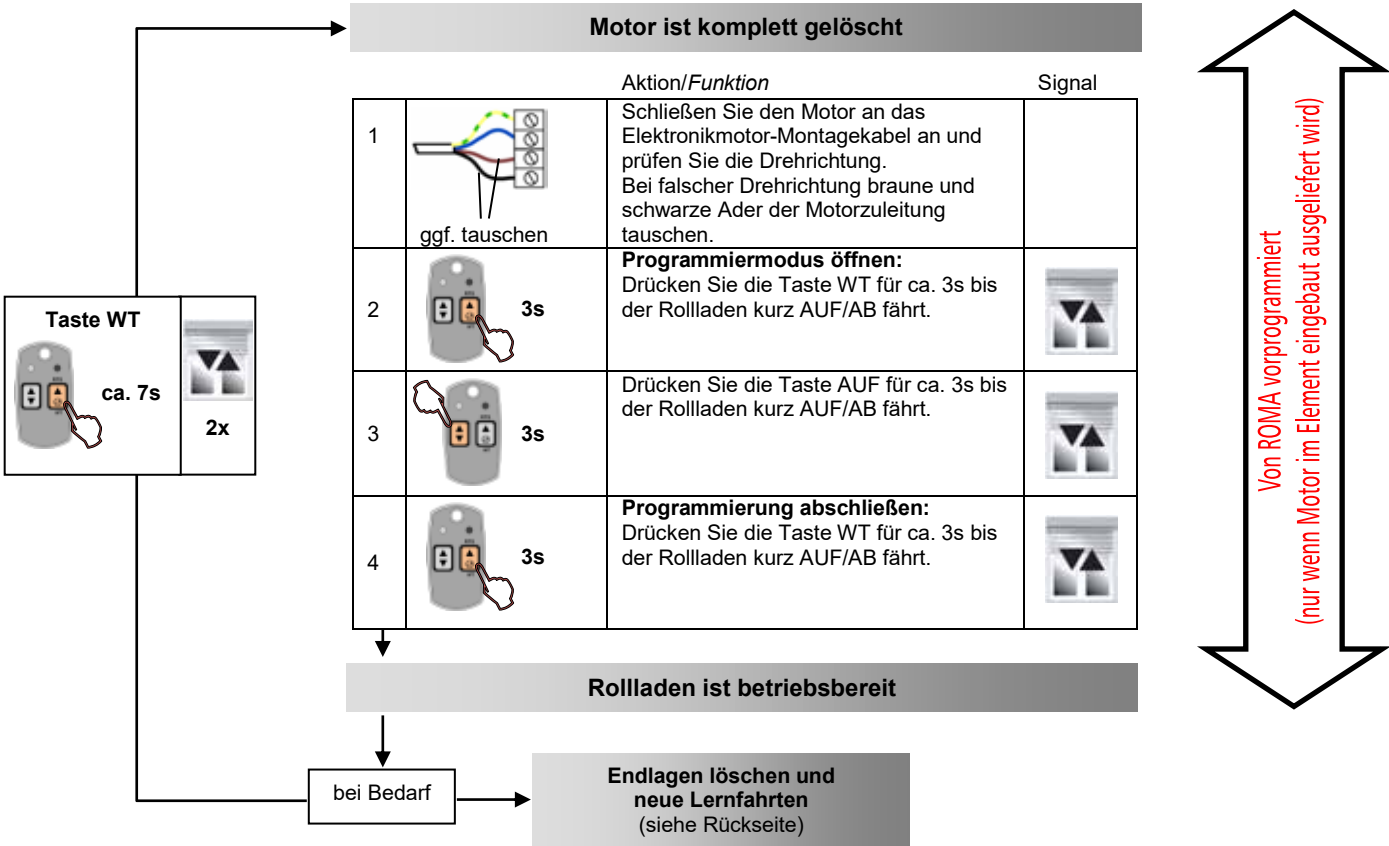 Motor ist komplett gelöscht
Aktion/Funktion
Signal
1
ggf. tauschen
Schließen Sie den Motor an das
Elektronikmotor-Montagekabel an und
prüfen Sie die Drehrichtung.
Bei falscher Drehrichtung braune und
schwarze Ader der Motorzuleitung
tauschen.
2
3s
Programmiermodus öffnen:
Drücken Sie die Taste WT für ca. 3s bis
der Rollladen kurz AUF/AB fährt.
3
3s
Drücken Sie die Taste AUF für ca. 3s bis
der Rollladen kurz AUF/AB fährt.
4
3s
Programmierung abschließen:
Drücken Sie die Taste WT für ca. 3s bis
der Rollladen kurz AUF/AB fährt.
Taste WT
ca. 7s
2x
Rollladen ist betriebsbereit
bei Bedarf
Endlagen löschen und
neue Lernfahrten
(siehe Rückseite)
Von ROMA vorprogrammiert
(nur wenn Motor im Element eingebaut ausgeliefert wird)